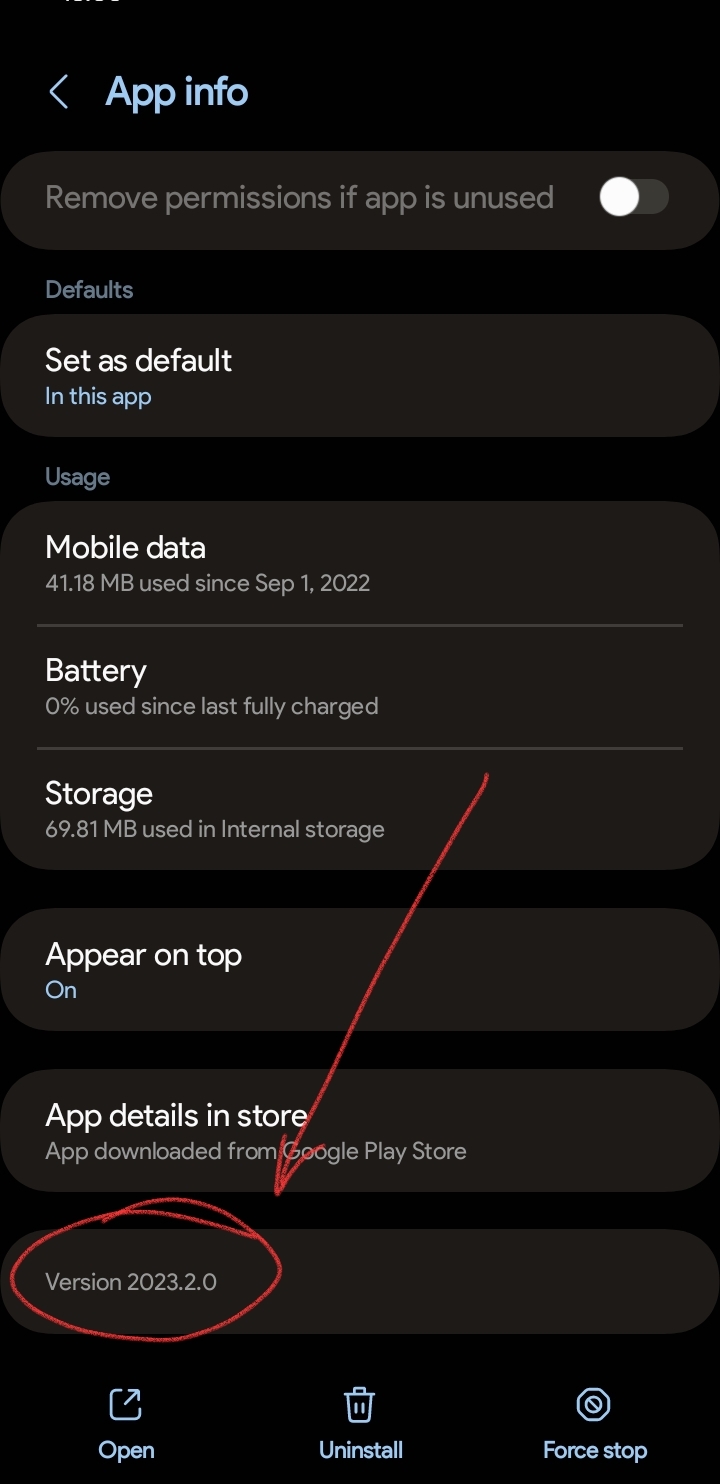 App info
Remove permissions if app is unused
Defaults
Set as default
In this app
Usage
Mobile data
41.18 MB used since Sep 1, 2022
Battery
0% used since last fully charged
Storage
69.81 MB used in Internal storage
Appear on top
On
App details in store
App downloaded from Google Play Store
Version 2023.2.0
Open
Uninstall
Force stop